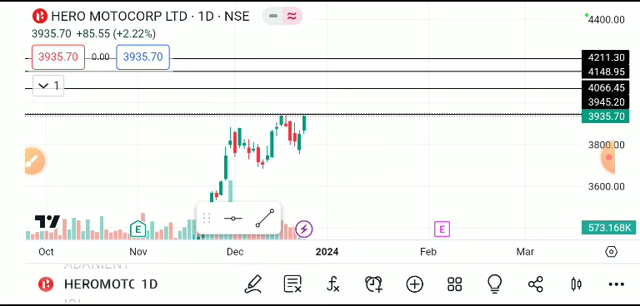 HERO MOTOCORP LTD · 1D · NSE
3935.70 +85.55 (+2.22%)
3935.70 0.00 3935.70
1
4400.00
4211.30
4148.95
4066.45
3945.20
3935.70
3800.00
3600.00
573.168K
E E
Oct Nov Dec 2024 Feb Mar
ADANIENT
HEROMOTC 1D